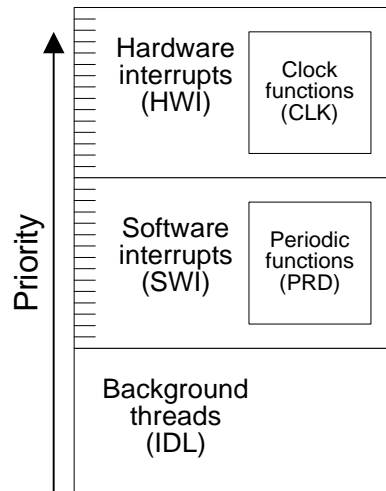 Priority
Hardware
interrupts
(HWI)
Clock
functions
(CLK)
Software
interrupts
(SWI)
Periodic
functions
(PRD)
Background
threads
(IDL)